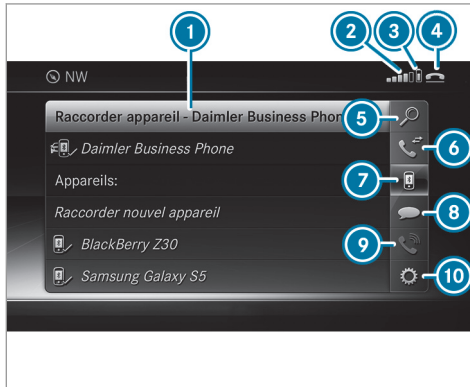 1
2
3
4
NW
Raccorder appareil - Daimler Business Phon
5
Daimler Business Phone
6
Appareils:
7
Raccorder nouvel appareil
8
BlackBerry Z30
9
Samsung Galaxy S5
10